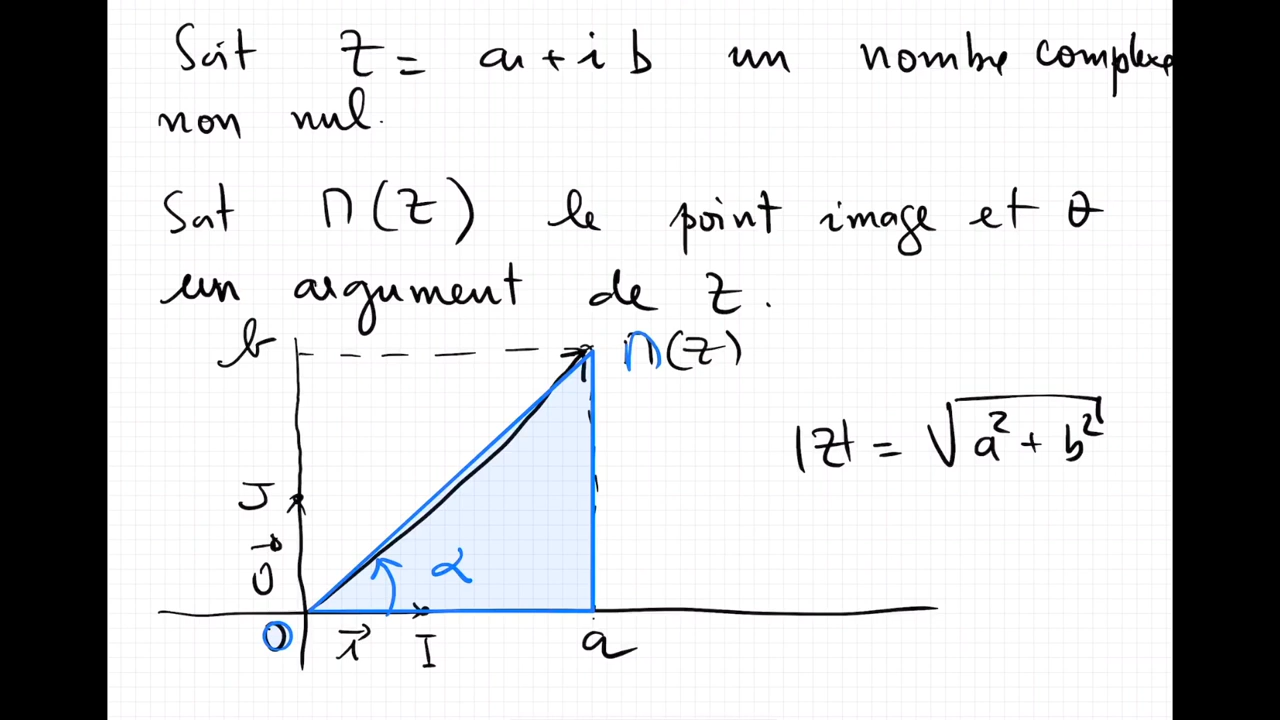 Soit Z = a + i b un nombre complexe
non nul.
Soit M(Z) le point image et θ
un argument de Z.
b
M(Z)
|Z| = √(a² + b²)
J
α
O
I
a